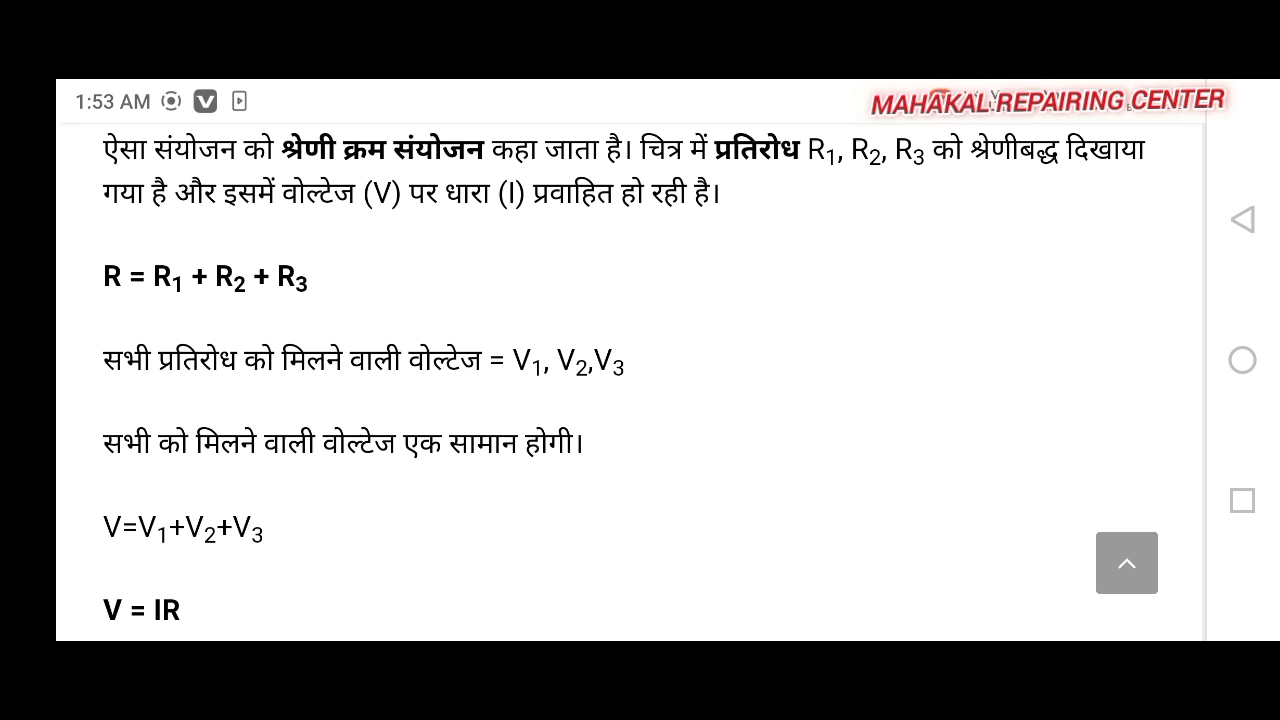 1:53 AM
MAHAKAL REPAIRING CENTER
ऐसा संयोजन को श्रेणी क्रम संयोजन कहा जाता है। चित्र में प्रतिरोध R₁, R₂, R₃ को श्रेणीबद्ध दिखाया
गया है और इसमें वोल्टेज (V) पर धारा (I) प्रवाहित हो रही है।
R = R₁ + R₂ + R₃
सभी प्रतिरोध को मिलने वाली वोल्टेज = V₁, V₂,V₃
सभी को मिलने वाली वोल्टेज एक सामान होगी।
V=V₁+V₂+V₃
V = IR